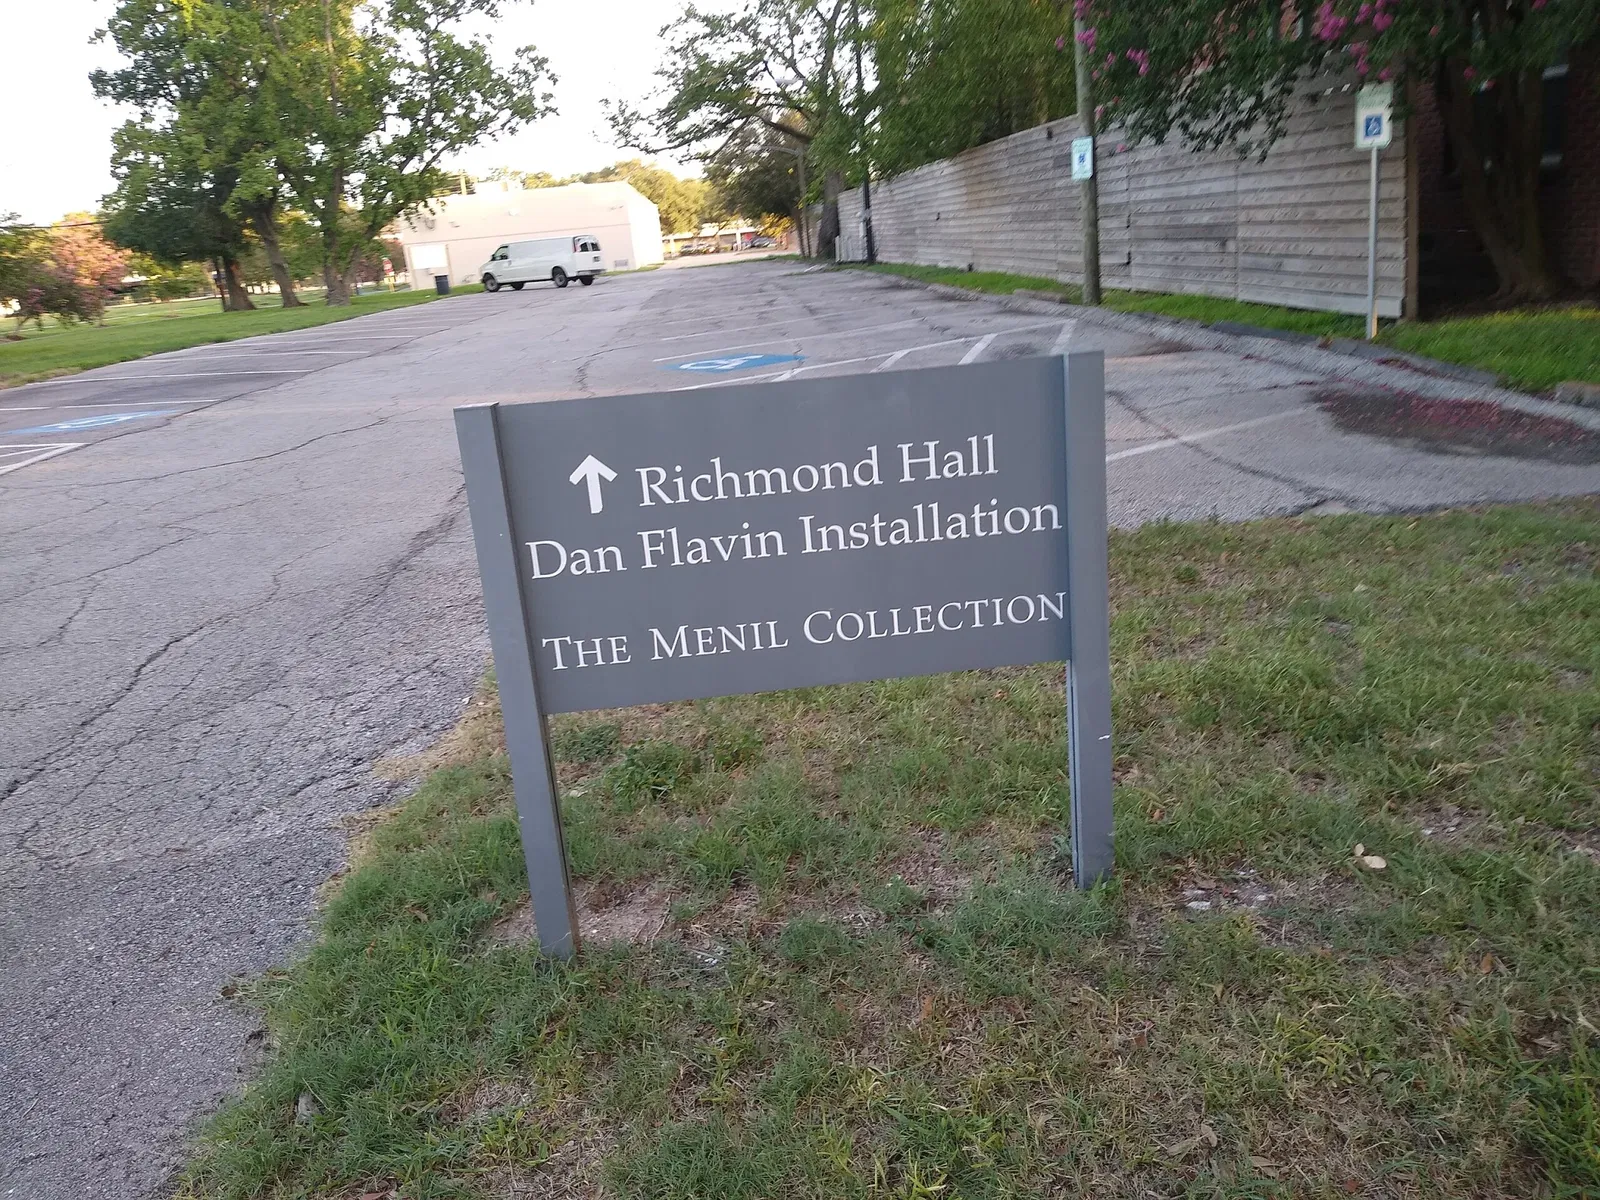 ↑ Richmond Hall
Dan Flavin Installation
THE MENIL COLLECTION